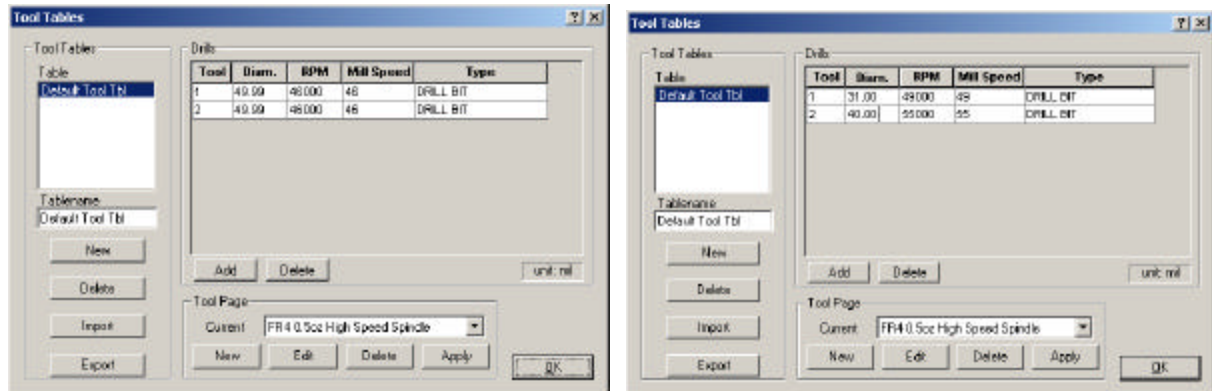 Tool Tables
Tool Tables
Table
Default Tool Tbl
Tablename
Default Tool Tbl
New
Delete
Import
Export
Drills
Tool Diam. RPM Mill Speed Type
1 49.99 46000 46 DRILL BIT
2 49.99 46000 46 DRILL BIT
Add Delete unit: mil
Tool Page
Current FR4 0.5oz High Speed Spindle
New Edit Delete Apply
OK
Tool Tables
Tool Tables
Table
Default Tool Tbl
Tablename
Default Tool Tbl
New
Delete
Import
Export
Drills
Tool Diam. RPM Mill Speed Type
1 31.00 49000 49 DRILL BIT
2 40.00 55000 55 DRILL BIT
Add Delete unit: mil
Tool Page
Current FR4 0.5oz High Speed Spindle
New Edit Delete Apply
OK